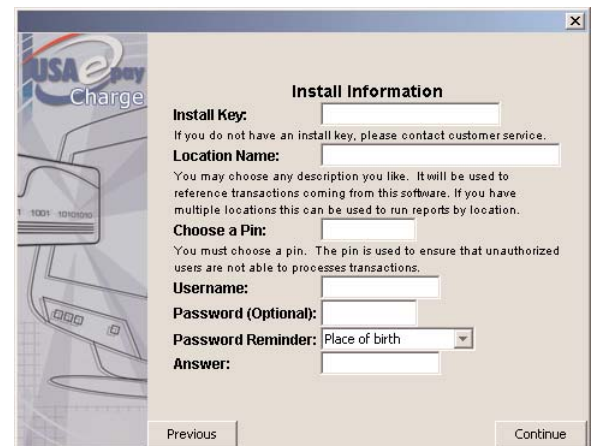 USA epay
Charge
1001 10101010
Install Information
Install Key:
If you do not have an install key, please contact customer service.
Location Name:
You may choose any description you like. It will be used to
reference transactions coming from this software. If you have
multiple locations this can be used to run reports by location.
Choose a Pin:
You must choose a pin. The pin is used to ensure that unauthorized
users are not able to processes transactions.
Username:
Password (Optional):
Password Reminder: Place of birth
Answer:
Previous Continue